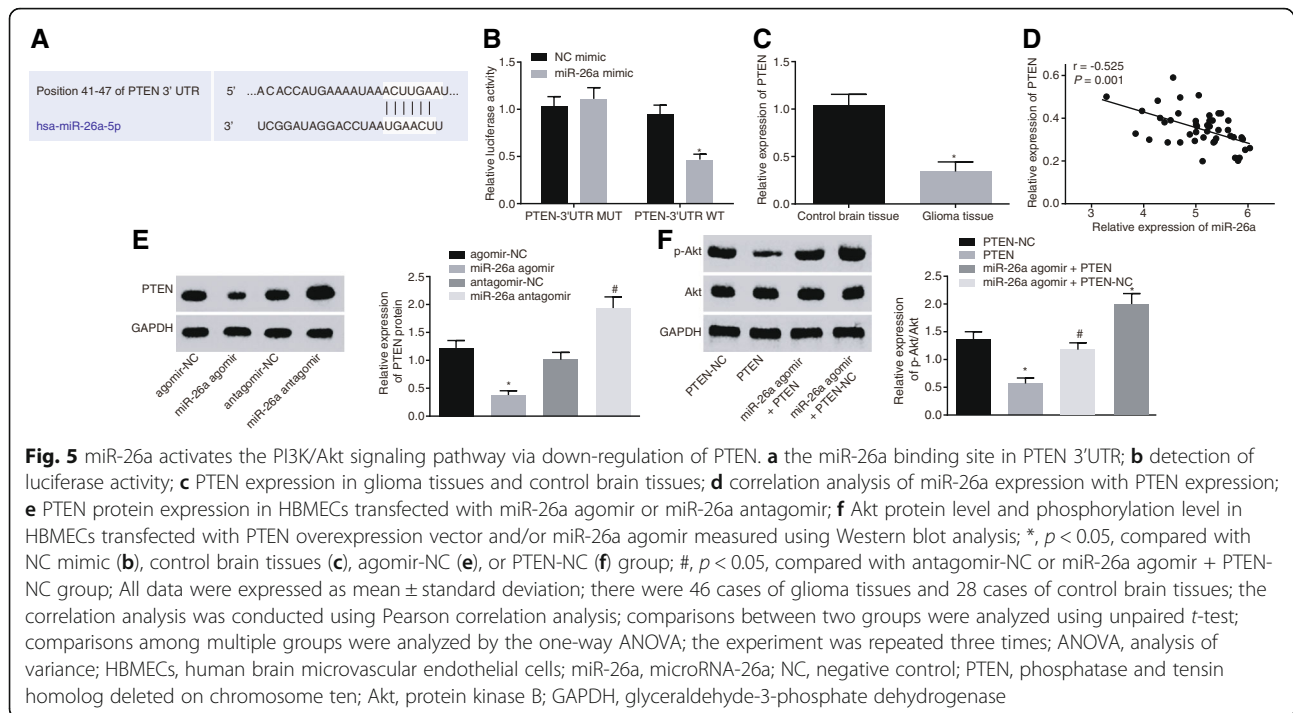 A
Position 41-47 of PTEN 3' UTR 5' ...ACACCAUGAAAAUAAACUUGAAU...
hsa-miR-26a-5p 3' UCGGAUAGGACCUAAUGAACUU
B
NC mimic
miR-26a mimic
Relative luciferase activity
1.5
1.0
0.5
0.0
*
PTEN-3'UTR MUT PTEN-3'UTR WT
C
Relative expression of PTEN
1.5
1.0
0.5
0.0
*
Control brain tissue Glioma tissue
D
r = -0.525
P = 0.001
Relative expression of PTEN
0.6
0.4
0.2
0.0
3 4 5 6
Relative expression of miR-26a
E
PTEN
GAPDH
agomir-NC
miR-26a agomir
antagomir-NC
miR-26a antagomir
agomir-NC
miR-26a agomir
antagomir-NC
miR-26a antagomir
Relative expression
of PTEN protein
2.5
2.0
1.5
1.0
0.5
0.0
*
#
F
p-Akt
Akt
GAPDH
PTEN-NC
PTEN
miR-26a agomir
+ PTEN
miR-26a agomir
+ PTEN-NC
PTEN-NC
PTEN
miR-26a agomir + PTEN
miR-26a agomir + PTEN-NC
Relative expression
of p-Akt/Akt
2.5
2.0
1.5
1.0
0.5
0.0
*
#
*
Fig. 5 miR-26a activates the PI3K/Akt signaling pathway via down-regulation of PTEN. a the miR-26a binding site in PTEN 3'UTR; b detection of
luciferase activity; c PTEN expression in glioma tissues and control brain tissues; d correlation analysis of miR-26a expression with PTEN expression;
e PTEN protein expression in HBMECs transfected with miR-26a agomir or miR-26a antagomir; f Akt protein level and phosphorylation level in
HBMECs transfected with PTEN overexpression vector and/or miR-26a agomir measured using Western blot analysis; *, p < 0.05, compared with
NC mimic (b), control brain tissues (c), agomir-NC (e), or PTEN-NC (f) group; #, p < 0.05, compared with antagomir-NC or miR-26a agomir + PTEN-
NC group; All data were expressed as mean ± standard deviation; there were 46 cases of glioma tissues and 28 cases of control brain tissues; the
correlation analysis was conducted using Pearson correlation analysis; comparisons between two groups were analyzed using unpaired t-test;
comparisons among multiple groups were analyzed by the one-way ANOVA; the experiment was repeated three times; ANOVA, analysis of
variance; HBMECs, human brain microvascular endothelial cells; miR-26a, microRNA-26a; NC, negative control; PTEN, phosphatase and tensin
homolog deleted on chromosome ten; Akt, protein kinase B; GAPDH, glyceraldehyde-3-phosphate dehydrogenase